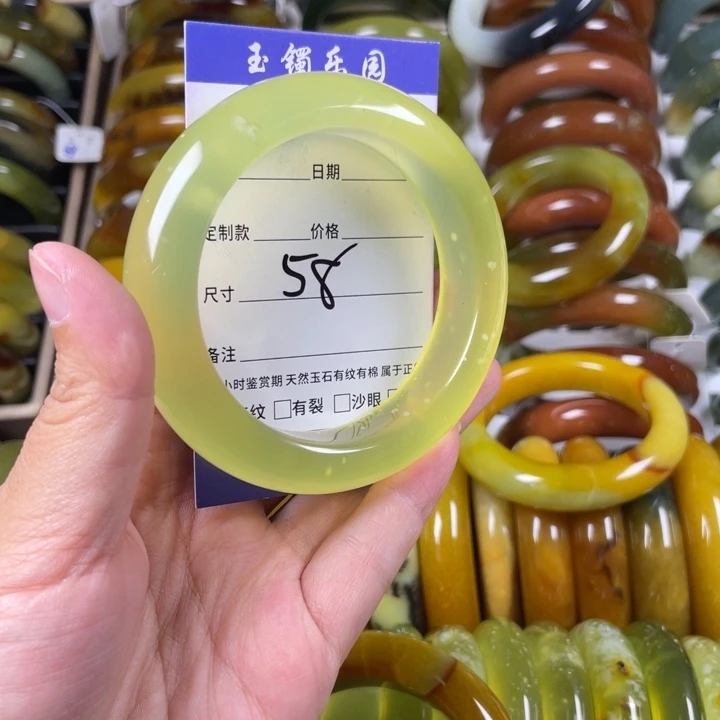 玉镯乐园
日期
定制款 价格
尺寸 58
备注
小时鉴赏期 天然玉石有纹有棉 属于正
纹 □有裂 □沙眼 □